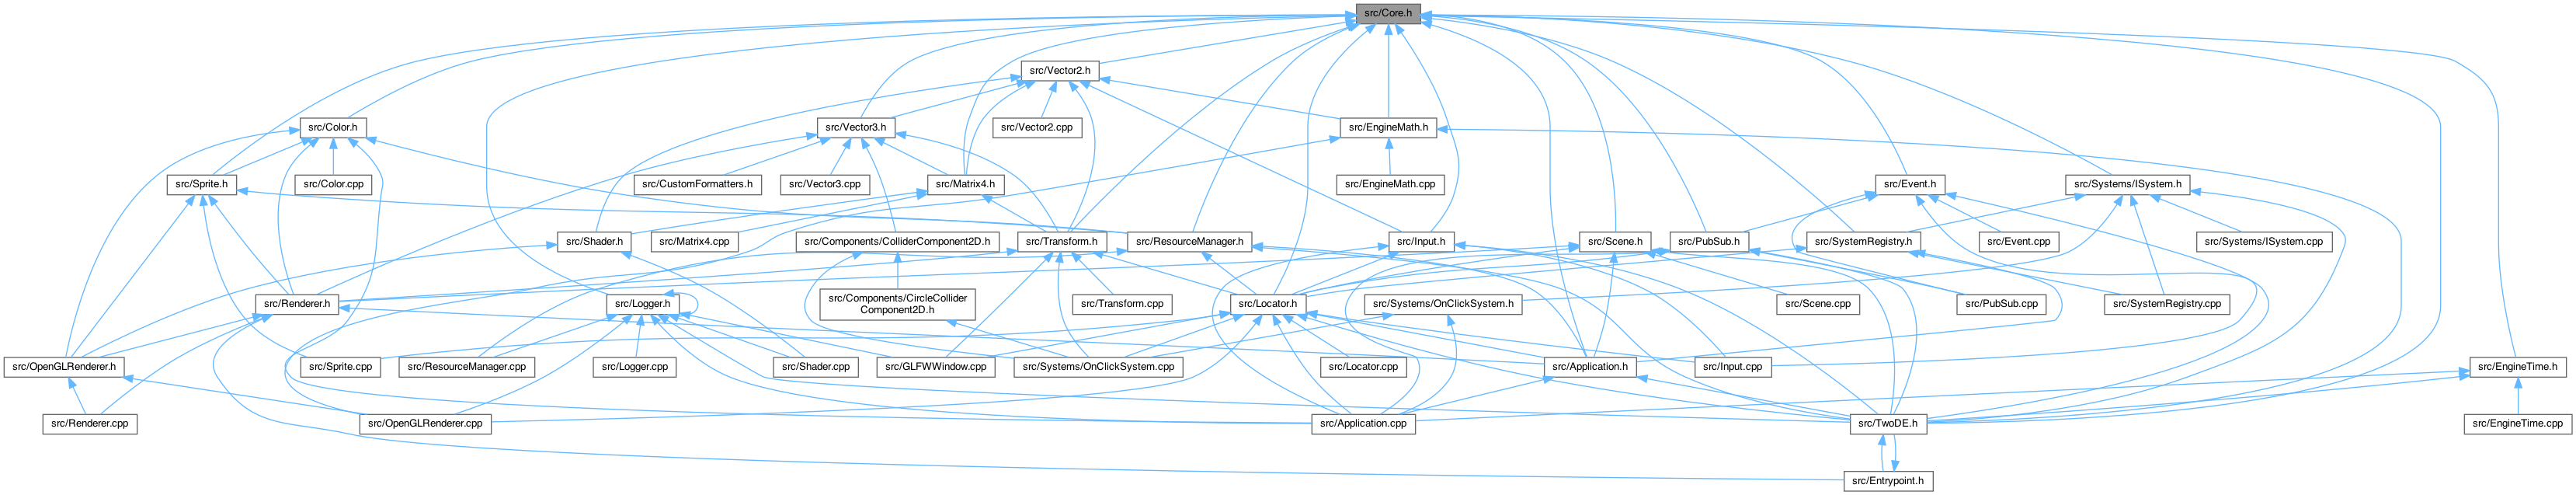 src/Core.h
src/Vector2.h
src/Color.h
src/Vector3.h
src/Vector2.cpp
src/EngineMath.h
src/Sprite.h
src/Color.cpp
src/CustomFormatters.h
src/Vector3.cpp
src/Matrix4.h
src/EngineMath.cpp
src/Event.h
src/Systems/ISystem.h
src/Shader.h
src/Matrix4.cpp
src/Components/ColliderComponent2D.h
src/Transform.h
src/ResourceManager.h
src/Input.h
src/Scene.h
src/PubSub.h
src/SystemRegistry.h
src/Event.cpp
src/Systems/ISystem.cpp
src/Renderer.h
src/Logger.h
src/Components/CircleCollider
Component2D.h
src/Transform.cpp
src/Locator.h
src/Systems/OnClickSystem.h
src/Scene.cpp
src/PubSub.cpp
src/SystemRegistry.cpp
src/OpenGLRenderer.h
src/Sprite.cpp
src/ResourceManager.cpp
src/Logger.cpp
src/Shader.cpp
src/GLFWWindow.cpp
src/Systems/OnClickSystem.cpp
src/Locator.cpp
src/Application.h
src/Input.cpp
src/EngineTime.h
src/Renderer.cpp
src/OpenGLRenderer.cpp
src/Application.cpp
src/TwoDE.h
src/EngineTime.cpp
src/Entrypoint.h